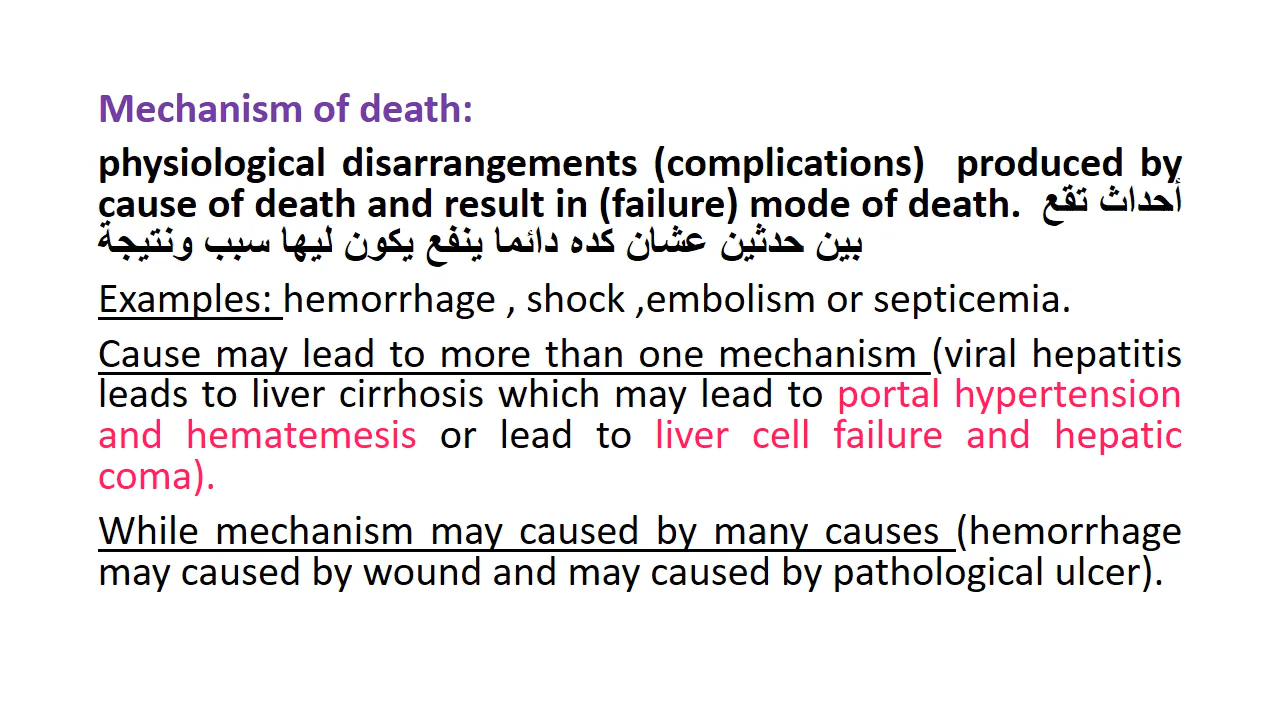 Mechanism of death:
physiological disarrangements (complications) produced by
cause of death and result in (failure) mode of death. أحداث تقع
بين حدثين عشان كده دائما ينفع يكون ليها سبب ونتيجة
Examples: hemorrhage , shock ,embolism or septicemia.
Cause may lead to more than one mechanism (viral hepatitis
leads to liver cirrhosis which may lead to portal hypertension
and hematemesis or lead to liver cell failure and hepatic
coma).
While mechanism may caused by many causes (hemorrhage
may caused by wound and may caused by pathological ulcer).